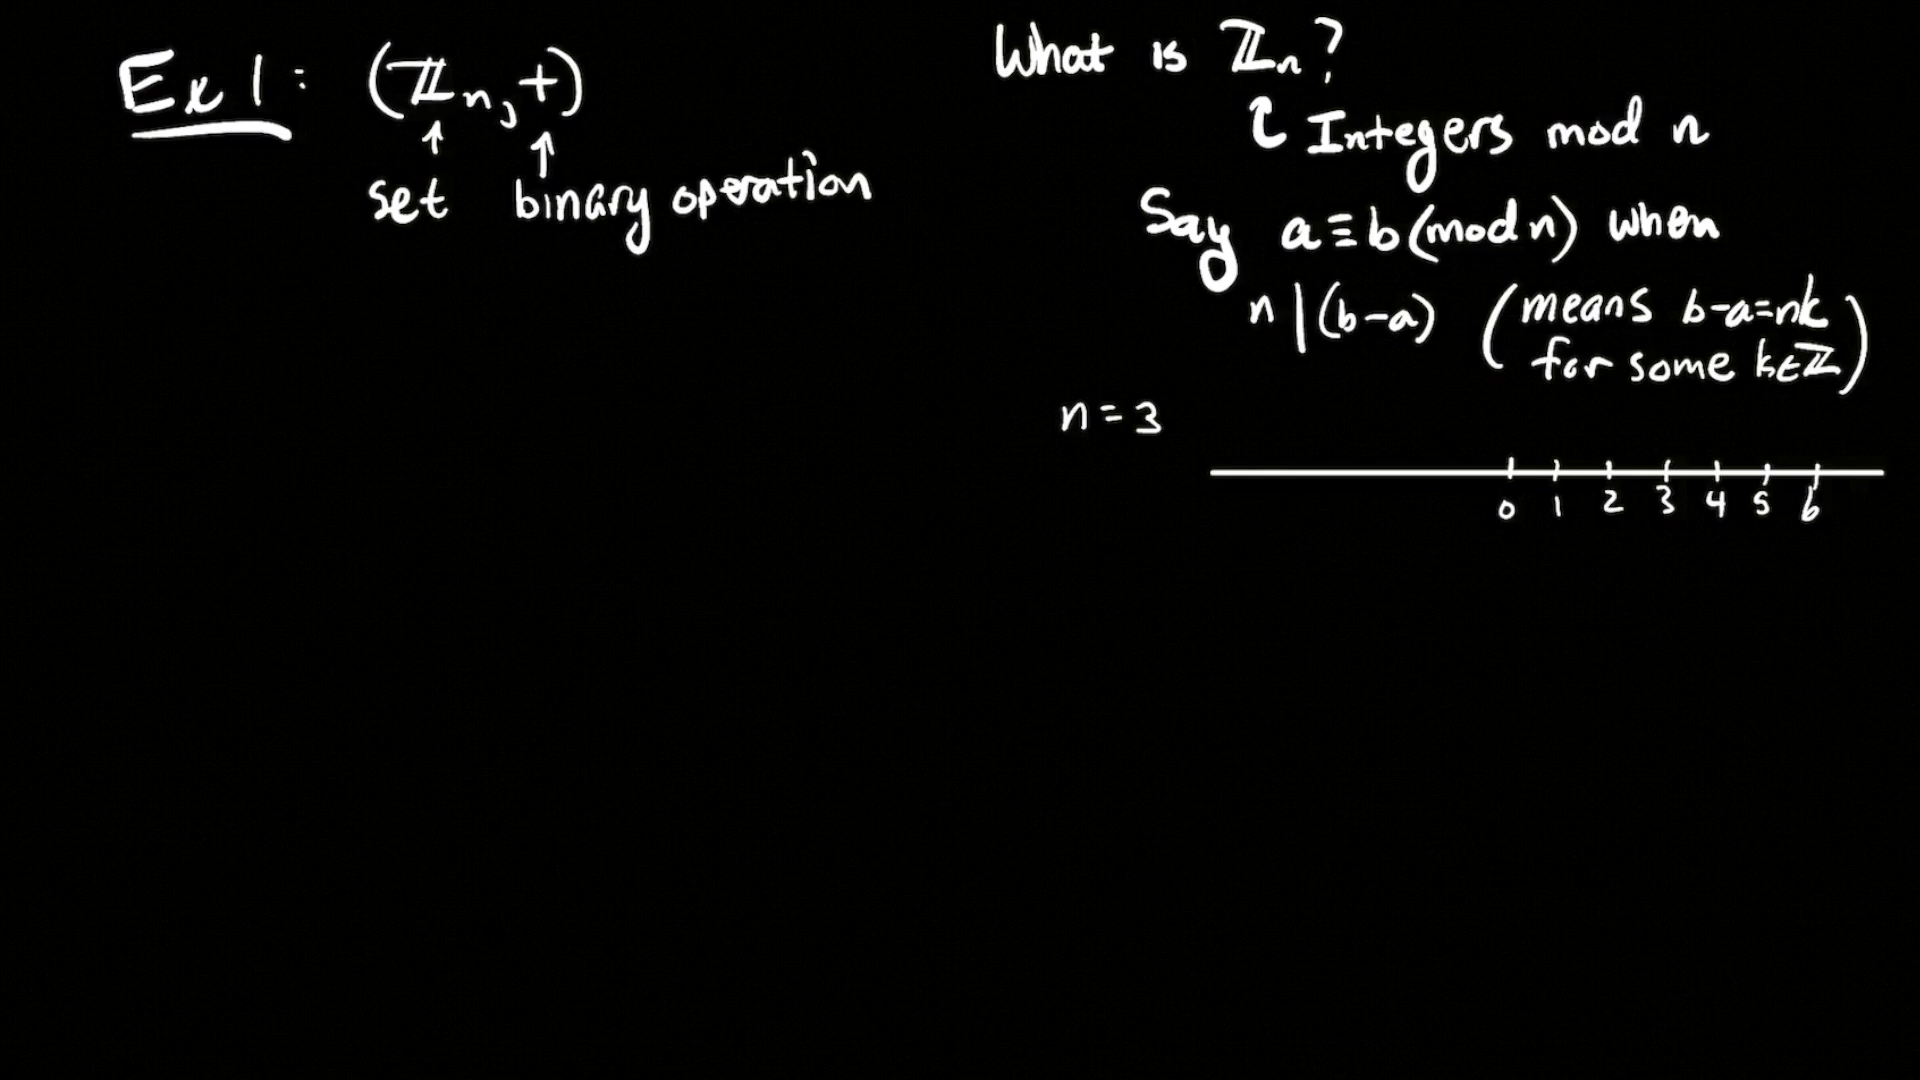 Ex 1: (ℤn, +)
↑ ↑
set binary operation
What is ℤn?
Integers mod n
Say a≡b (mod n) when
n | (b-a) (means b-a=nk
for some k∈ℤ)
n = 3
0 1 2 3 4 5 6